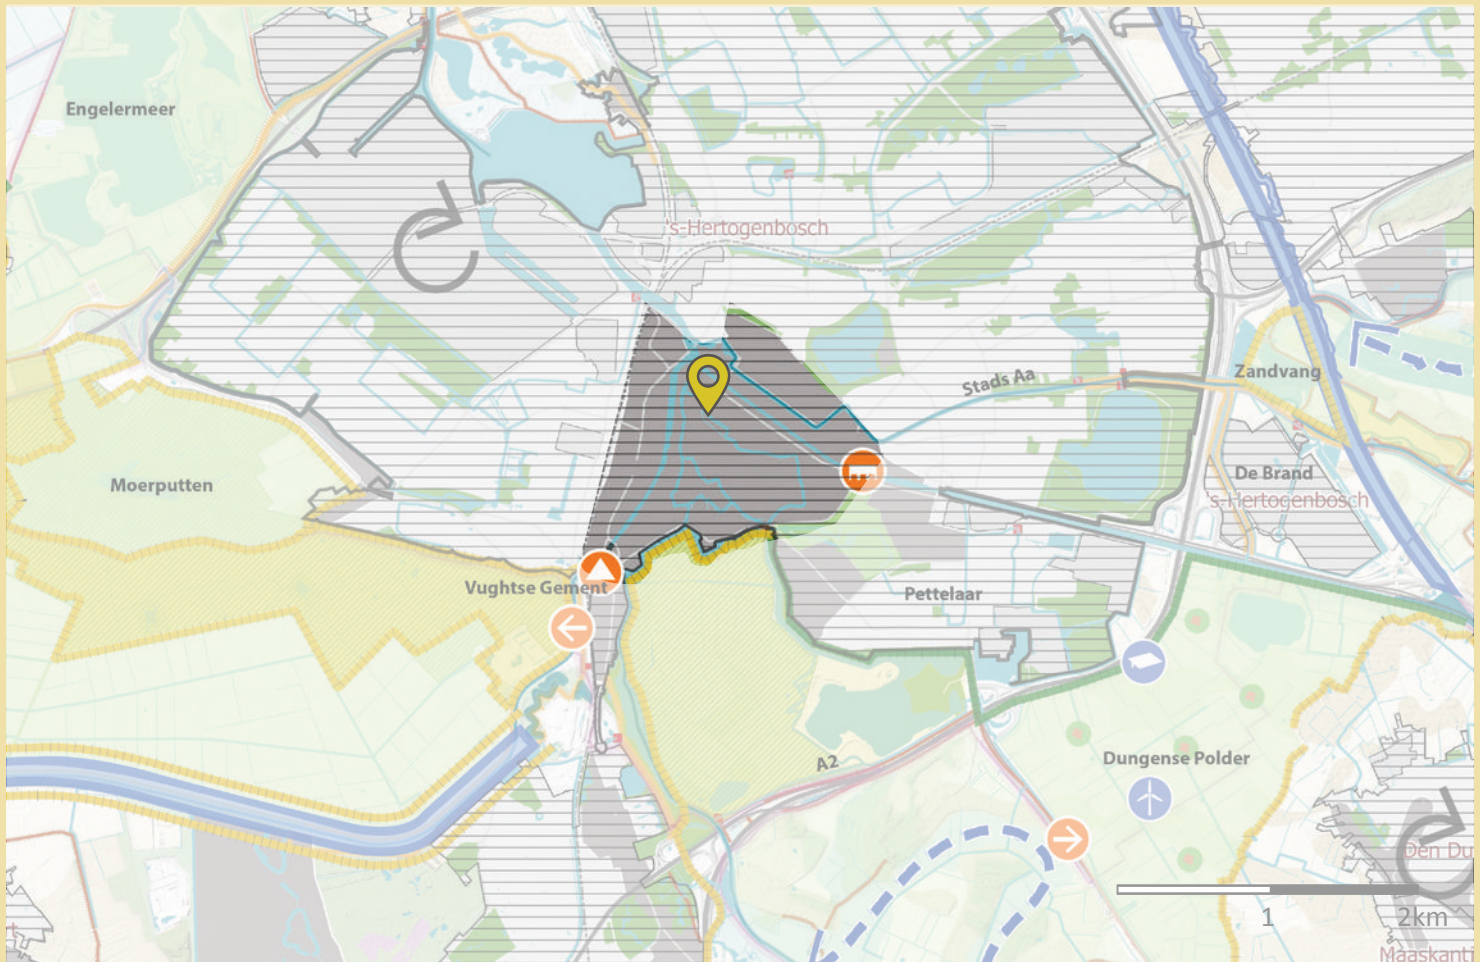 Engelermeer
's-Hertogenbosch
Stads Aa
Zandvang
Moerputten
De Brand
's-Hertogenbosch
Vughtse Gement
Pettelaar
A2
Dungense Polder
Den Du
1
2km
Maaskanti